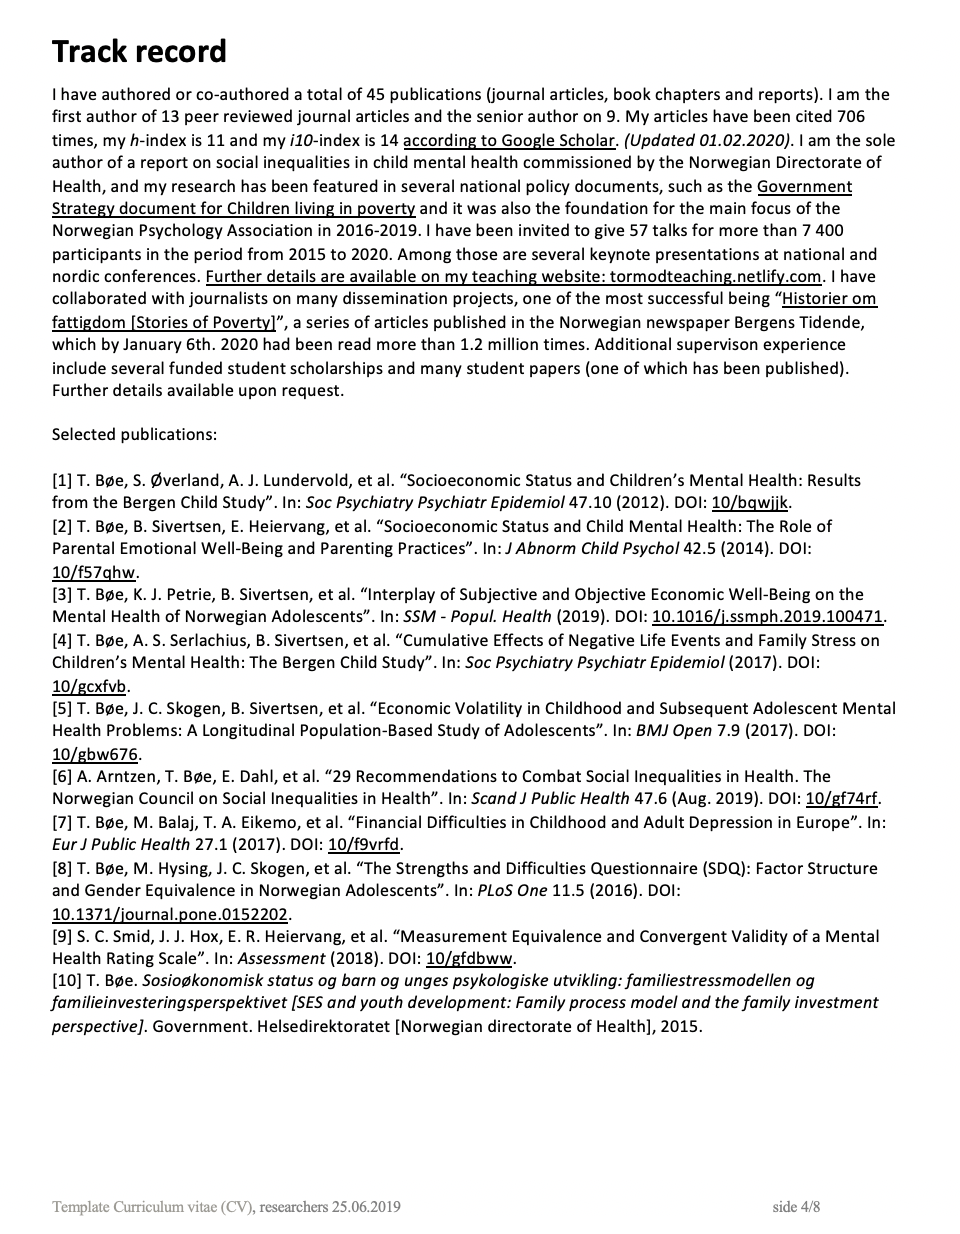 Track record
I have authored or co-authored a total of 45 publications (journal articles, book chapters and reports). I am the
first author of 13 peer reviewed journal articles and the senior author on 9. My articles have been cited 706
times, my h-index is 11 and my i10-index is 14 according to Google Scholar. (Updated 01.02.2020). I am the sole
author of a report on social inequalities in child mental health commissioned by the Norwegian Directorate of
Health, and my research has been featured in several national policy documents, such as the Government
Strategy document for Children living in poverty and it was also the foundation for the main focus of the
Norwegian Psychology Association in 2016-2019. I have been invited to give 57 talks for more than 7 400
participants in the period from 2015 to 2020. Among those are several keynote presentations at national and
nordic conferences. Further details are available on my teaching website: tormodteaching.netlify.com. I have
collaborated with journalists on many dissemination projects, one of the most successful being “Historier om
fattigdom [Stories of Poverty]”, a series of articles published in the Norwegian newspaper Bergens Tidende,
which by January 6th. 2020 had been read more than 1.2 million times. Additional supervison experience
include several funded student scholarships and many student papers (one of which has been published).
Further details available upon request.
Selected publications:
[1] T. Bøe, S. Øverland, A. J. Lundervold, et al. “Socioeconomic Status and Children’s Mental Health: Results
from the Bergen Child Study”. In: Soc Psychiatry Psychiatr Epidemiol 47.10 (2012). DOI: 10/bqwjjk.
[2] T. Bøe, B. Sivertsen, E. Heiervang, et al. “Socioeconomic Status and Child Mental Health: The Role of
Parental Emotional Well-Being and Parenting Practices”. In: J Abnorm Child Psychol 42.5 (2014). DOI:
10/f57qhw.
[3] T. Bøe, K. J. Petrie, B. Sivertsen, et al. “Interplay of Subjective and Objective Economic Well-Being on the
Mental Health of Norwegian Adolescents”. In: SSM - Popul. Health (2019). DOI: 10.1016/j.ssmph.2019.100471.
[4] T. Bøe, A. S. Serlachius, B. Sivertsen, et al. “Cumulative Effects of Negative Life Events and Family Stress on
Children’s Mental Health: The Bergen Child Study”. In: Soc Psychiatry Psychiatr Epidemiol (2017). DOI:
10/gcxfvb.
[5] T. Bøe, J. C. Skogen, B. Sivertsen, et al. “Economic Volatility in Childhood and Subsequent Adolescent Mental
Health Problems: A Longitudinal Population-Based Study of Adolescents”. In: BMJ Open 7.9 (2017). DOI:
10/gbw676.
[6] A. Arntzen, T. Bøe, E. Dahl, et al. “29 Recommendations to Combat Social Inequalities in Health. The
Norwegian Council on Social Inequalities in Health”. In: Scand J Public Health 47.6 (Aug. 2019). DOI: 10/gf74rf.
[7] T. Bøe, M. Balaj, T. A. Eikemo, et al. “Financial Difficulties in Childhood and Adult Depression in Europe”. In:
Eur J Public Health 27.1 (2017). DOI: 10/f9vrfd.
[8] T. Bøe, M. Hysing, J. C. Skogen, et al. “The Strengths and Difficulties Questionnaire (SDQ): Factor Structure
and Gender Equivalence in Norwegian Adolescents”. In: PLoS One 11.5 (2016). DOI:
10.1371/journal.pone.0152202.
[9] S. C. Smid, J. J. Hox, E. R. Heiervang, et al. “Measurement Equivalence and Convergent Validity of a Mental
Health Rating Scale”. In: Assessment (2018). DOI: 10/gfdbww.
[10] T. Bøe. Sosioøkonomisk status og barn og unges psykologiske utvikling: familiestressmodellen og
familieinvesteringsperspektivet [SES and youth development: Family process model and the family investment
perspective]. Government. Helsedirektoratet [Norwegian directorate of Health], 2015.
Template Curriculum vitae (CV), researchers 25.06.2019 side 4/8